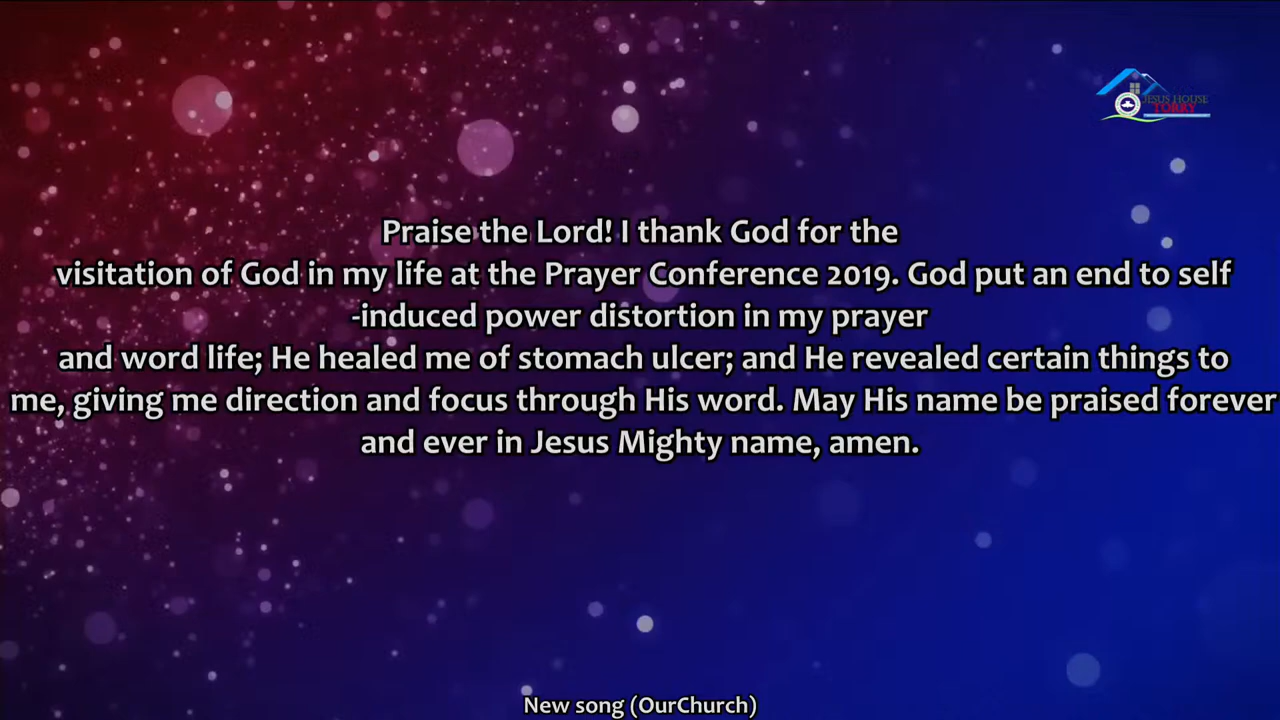 JESUS HOUSE
TORRY
Praise the Lord! I thank God for the
visitation of God in my life at the Prayer Conference 2019. God put an end to self
-induced power distortion in my prayer
and word life; He healed me of stomach ulcer; and He revealed certain things to
me, giving me direction and focus through His word. May His name be praised forever
and ever in Jesus Mighty name, amen.
New song (OurChurch)